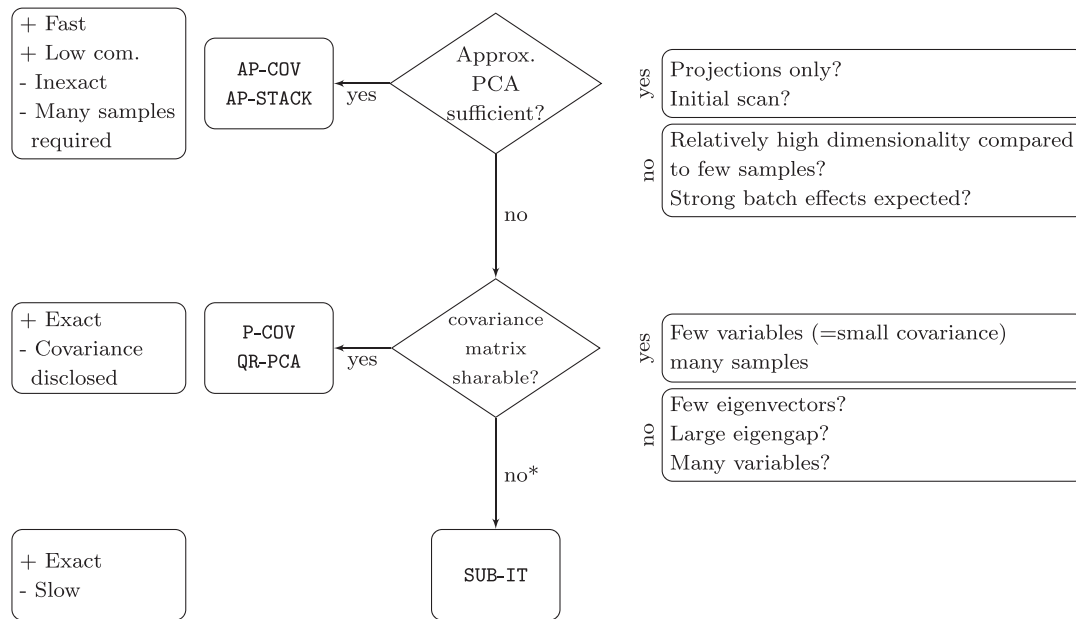 + Fast
+ Low com.
- Inexact
- Many samples
required
AP-COV
AP-STACK
yes
Approx.
PCA
sufficient?
yes
Projections only?
Initial scan?
no
Relatively high dimensionality compared
to few samples?
Strong batch effects expected?
no
+ Exact
- Covariance
disclosed
P-COV
QR-PCA
yes
covariance
matrix
sharable?
yes
Few variables (=small covariance)
many samples
no
Few eigenvectors?
Large eigengap?
Many variables?
no*
+ Exact
- Slow
SUB-IT